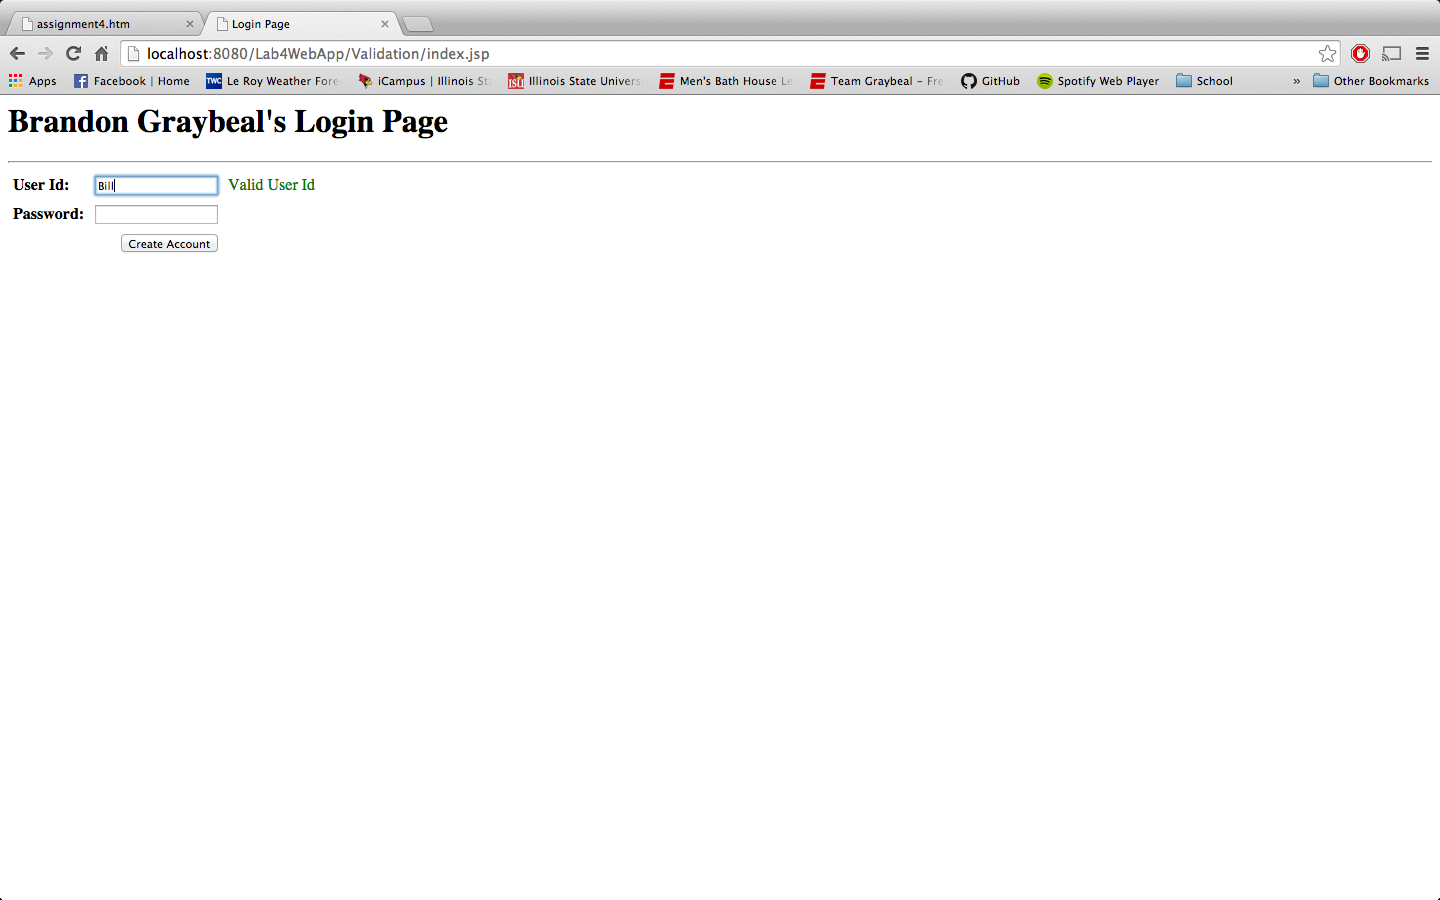 assignment4.htm
Login Page
localhost:8080/Lab4WebApp/Validation/index.jsp
Apps
Facebook | Home
TWC
Le Roy Weather Fore
iCampus | Illinois St
isu
Illinois State Univers
Men's Bath House Le
Team Graybeal – Fre
GitHub
Spotify Web Player
School
»
Other Bookmarks
Brandon Graybeal's Login Page
User Id:
Bill
Valid User Id
Password:
Create Account